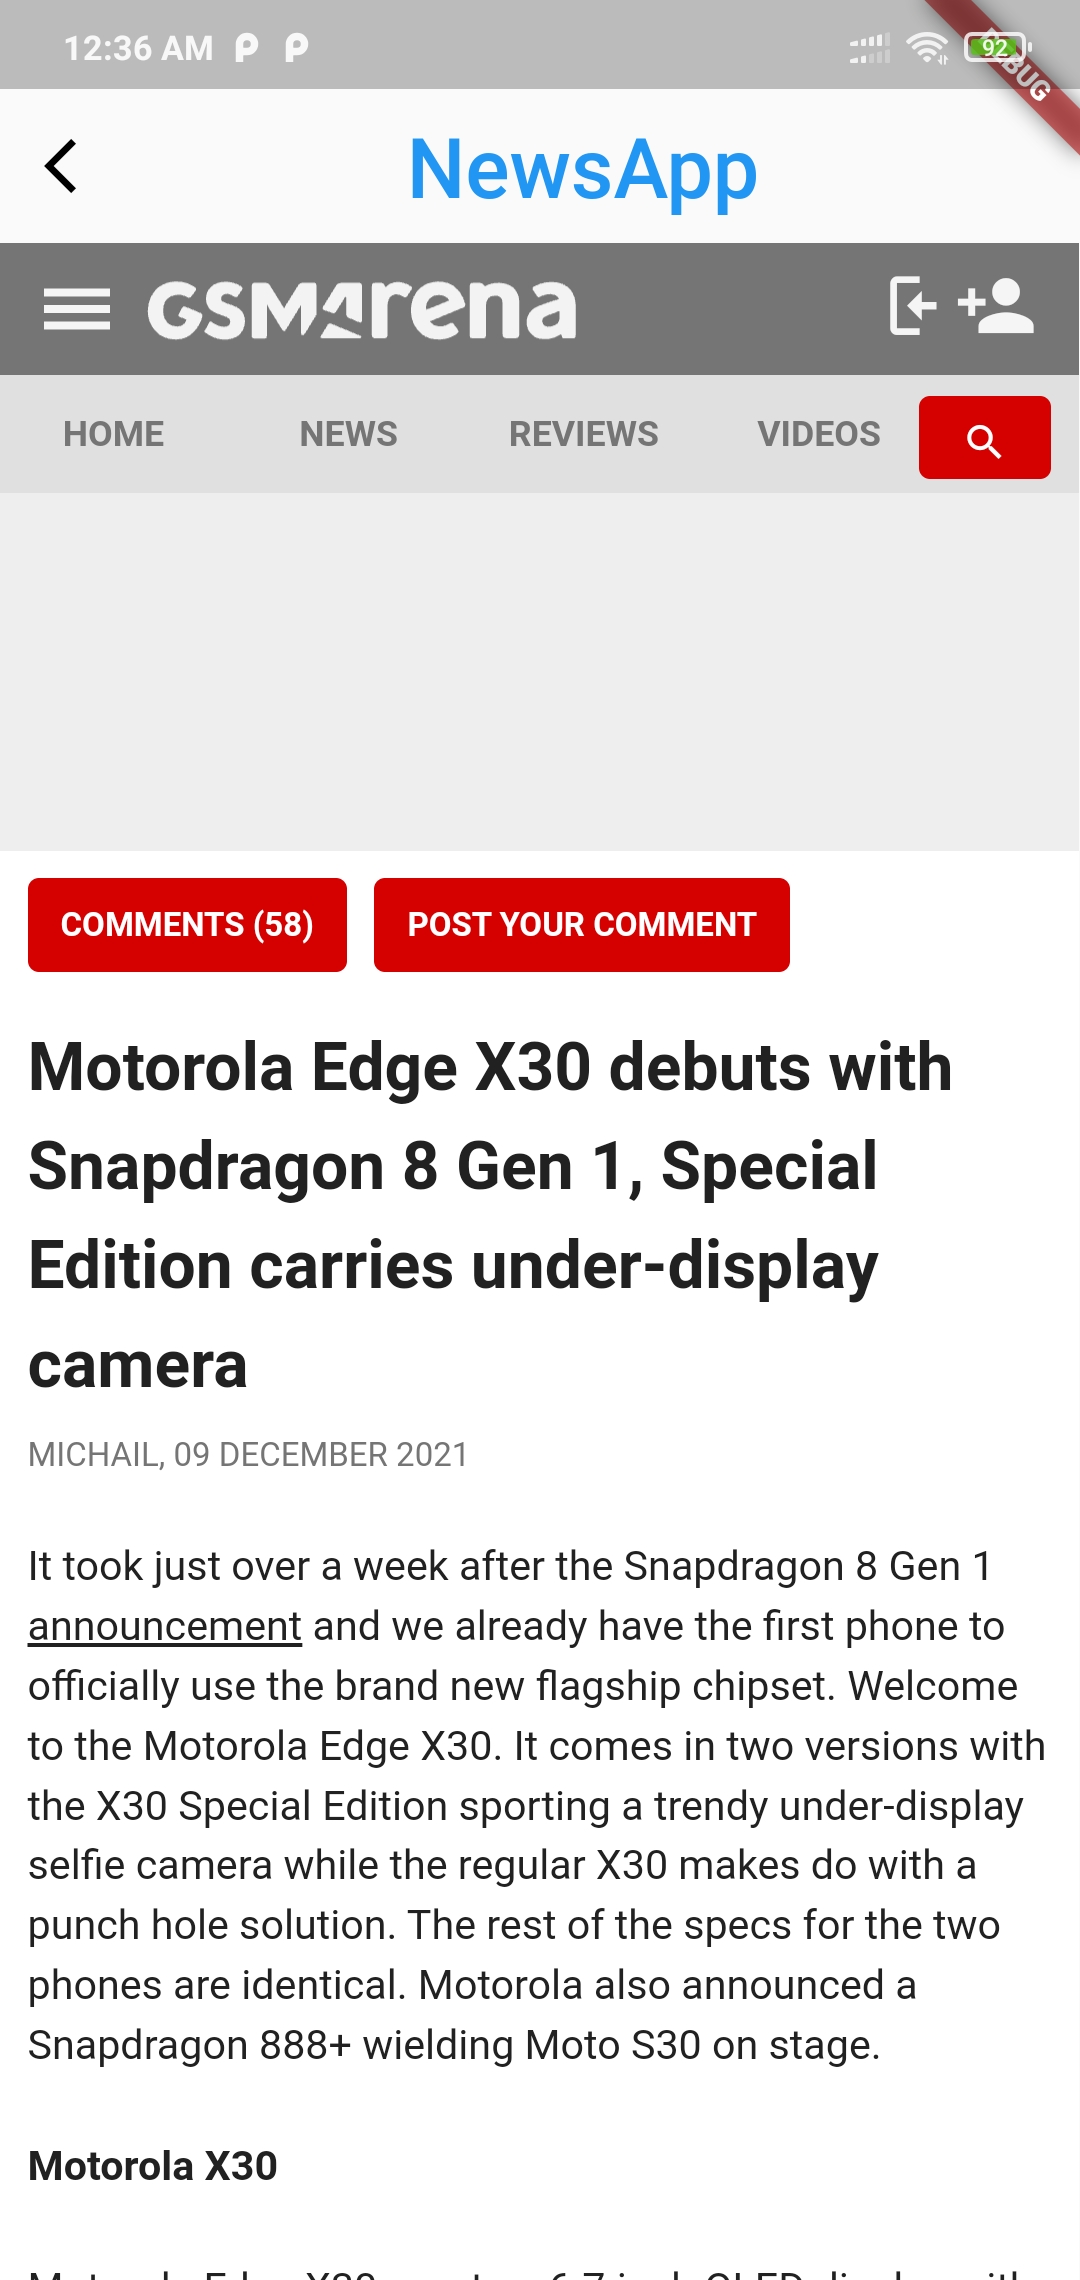 12:36 AM
92
DEBUG
NewsApp
GSMArena
HOME NEWS REVIEWS VIDEOS
COMMENTS (58) POST YOUR COMMENT
Motorola Edge X30 debuts with
Snapdragon 8 Gen 1, Special
Edition carries under-display
camera
MICHAIL, 09 DECEMBER 2021
It took just over a week after the Snapdragon 8 Gen 1
announcement and we already have the first phone to
officially use the brand new flagship chipset. Welcome
to the Motorola Edge X30. It comes in two versions with
the X30 Special Edition sporting a trendy under-display
selfie camera while the regular X30 makes do with a
punch hole solution. The rest of the specs for the two
phones are identical. Motorola also announced a
Snapdragon 888+ wielding Moto S30 on stage.
Motorola X30